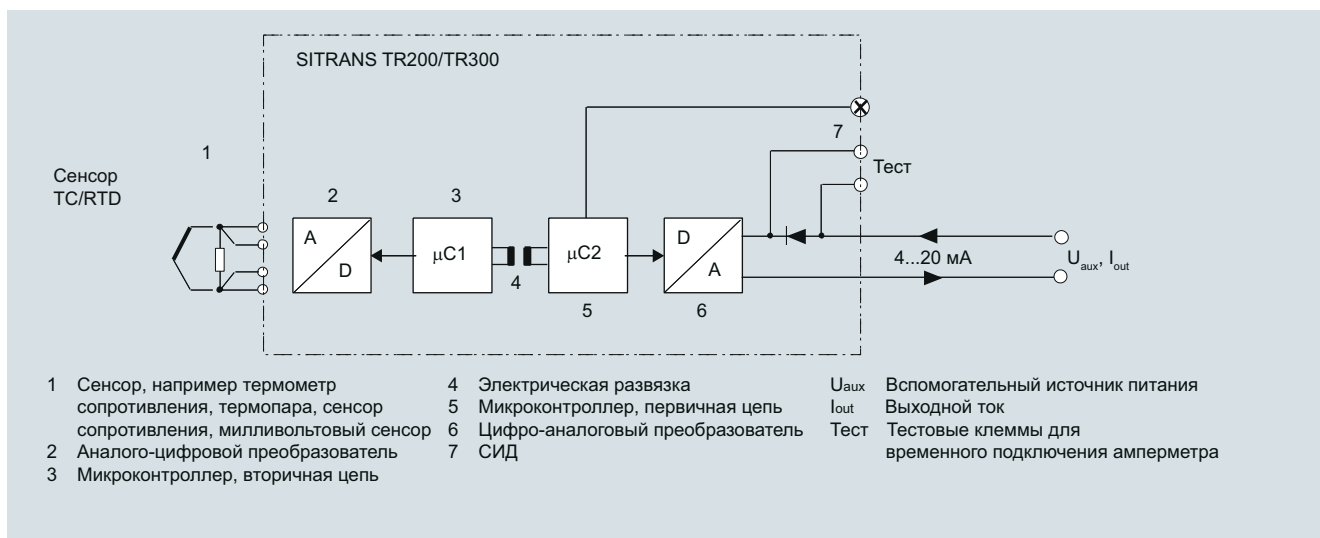 SITRANS TR200/TR300
1
7
Сенсор
TC/RTD
Тест
2
3
A
D
μC1
μC2
D
A
4...20 мА
Uaux, Iout
4
5
6
1 Сенсор, например термометр
сопротивления, термопара, сенсор
сопротивления, милливольтовый сенсор
2 Аналого-цифровой преобразователь
3 Микроконтроллер, вторичная цепь
4 Электрическая развязка
5 Микроконтроллер, первичная цепь
6 Цифро-аналоговый преобразователь
7 СИД
Uaux Вспомогательный источник питания
Iout Выходной ток
Тест Тестовые клеммы для
временного подключения амперметра